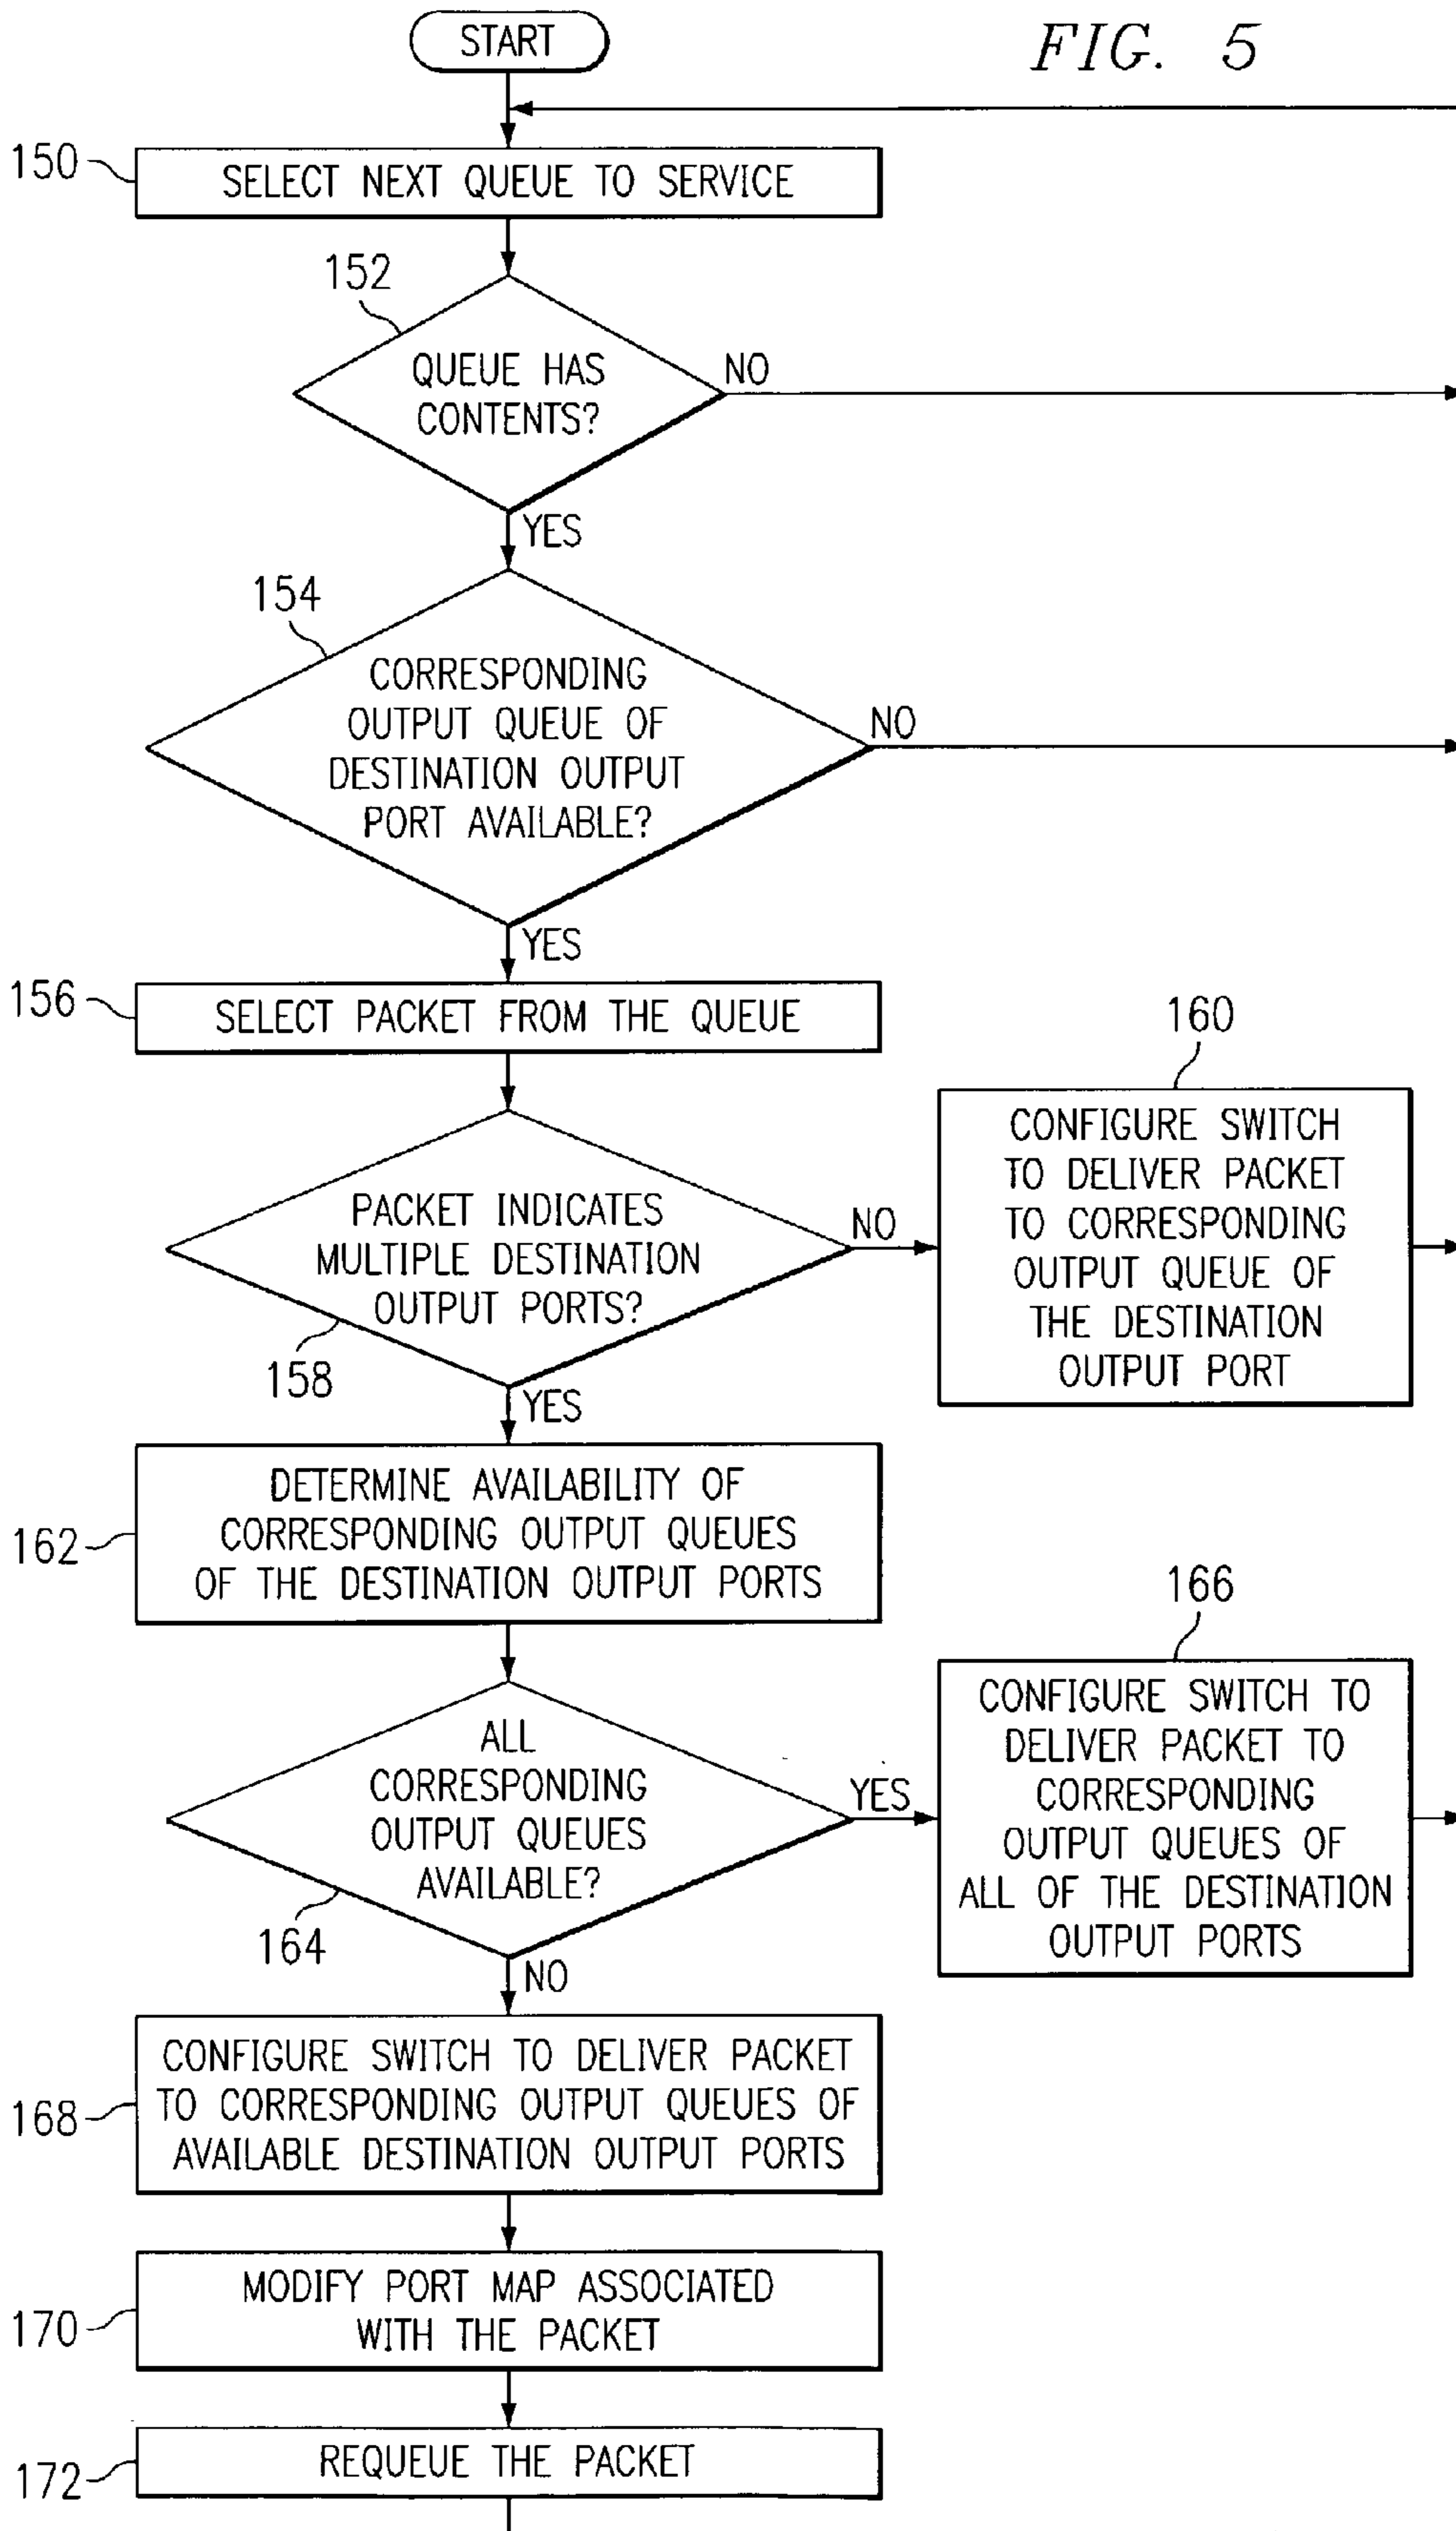 START
FIG. 5
150
SELECT NEXT QUEUE TO SERVICE
152
QUEUE HAS
CONTENTS?
NO
YES
154
CORRESPONDING
OUTPUT QUEUE OF
DESTINATION OUTPUT
PORT AVAILABLE?
NO
YES
156
SELECT PACKET FROM THE QUEUE
158
PACKET INDICATES
MULTIPLE DESTINATION
OUTPUT PORTS?
NO
160
CONFIGURE SWITCH
TO DELIVER PACKET
TO CORRESPONDING
OUTPUT QUEUE OF
THE DESTINATION
OUTPUT PORT
YES
162
DETERMINE AVAILABILITY OF
CORRESPONDING OUTPUT QUEUES
OF THE DESTINATION OUTPUT PORTS
164
ALL
CORRESPONDING
OUTPUT QUEUES
AVAILABLE?
YES
166
CONFIGURE SWITCH TO
DELIVER PACKET TO
CORRESPONDING
OUTPUT QUEUES OF
ALL OF THE DESTINATION
OUTPUT PORTS
NO
168
CONFIGURE SWITCH TO DELIVER PACKET
TO CORRESPONDING OUTPUT QUEUES OF
AVAILABLE DESTINATION OUTPUT PORTS
170
MODIFY PORT MAP ASSOCIATED
WITH THE PACKET
172
REQUEUE THE PACKET